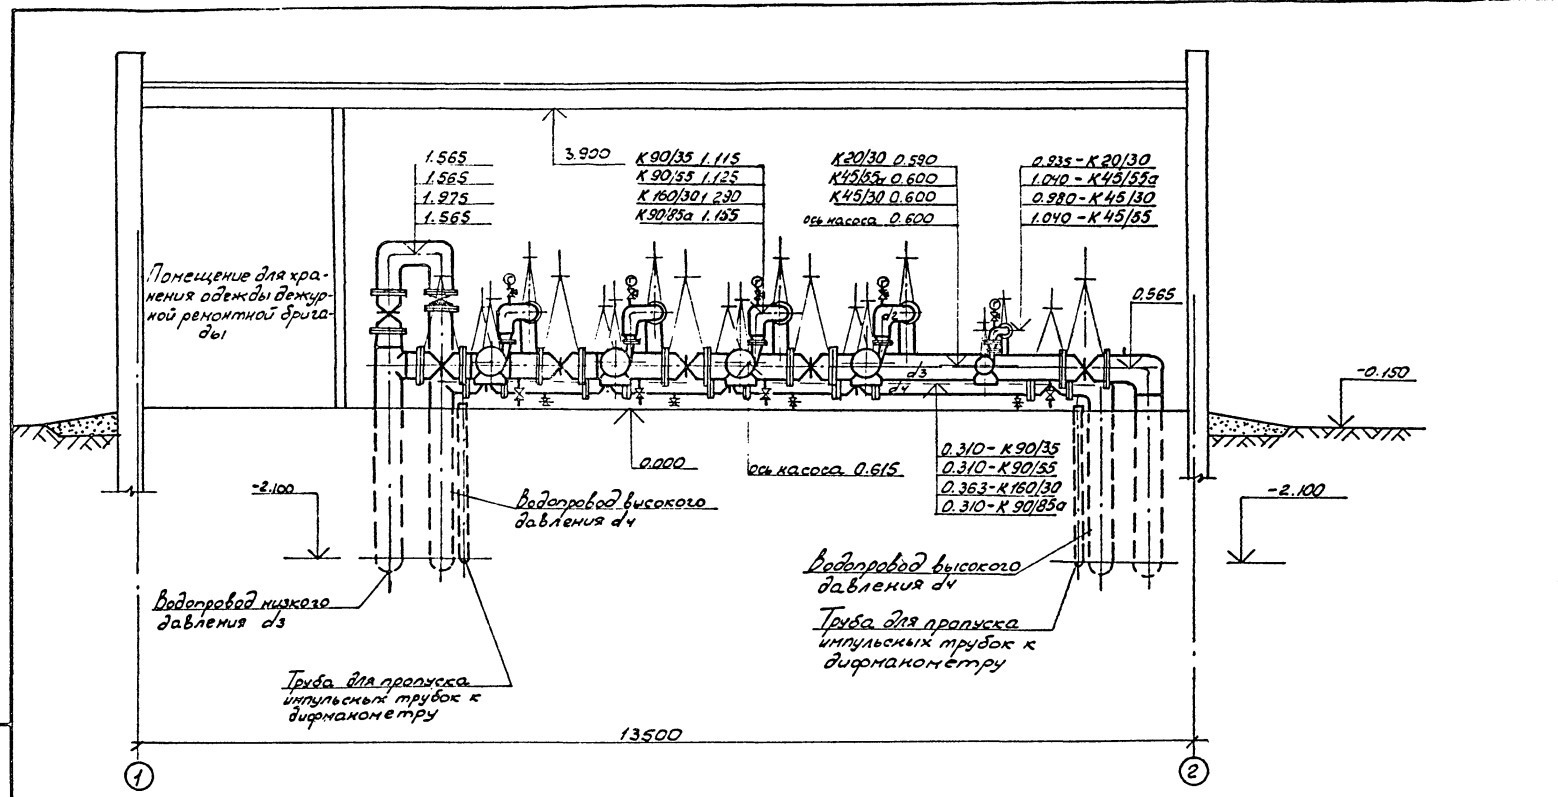 1.565
1.565
1.975
1.565
3.900
К 90/35 1.115
К 90/55 1.125
К 160/30 1 290
К90/85а 1.155
К20/30 0.590
К45/55а 0.600
К45/30 0.600
ось насоса 0.600
0.935-К 20/30
1.040-К45/55а
0.980-К 45/30
1.040-К 45/55
Помещение для хра-
нения одежды дежур-
ной ремонтной брига-
ды
0.565
d2
d3
d4
-0.150
0.000
ось насоса 0.615
0.310-К 90/35
0.310-К 90/55
0.363-К 160/30
0.310-К 90/85а
-2.100
-2.100
Водопровод высокого
давления d4
Водопровод высокого
давления d4
Водопровод низкого
давления d3
Труба для пропуска
импульсных трубок к
дифманометру
Труба для пропуска
импульсных трубок к
дифманометру
13500
1
2